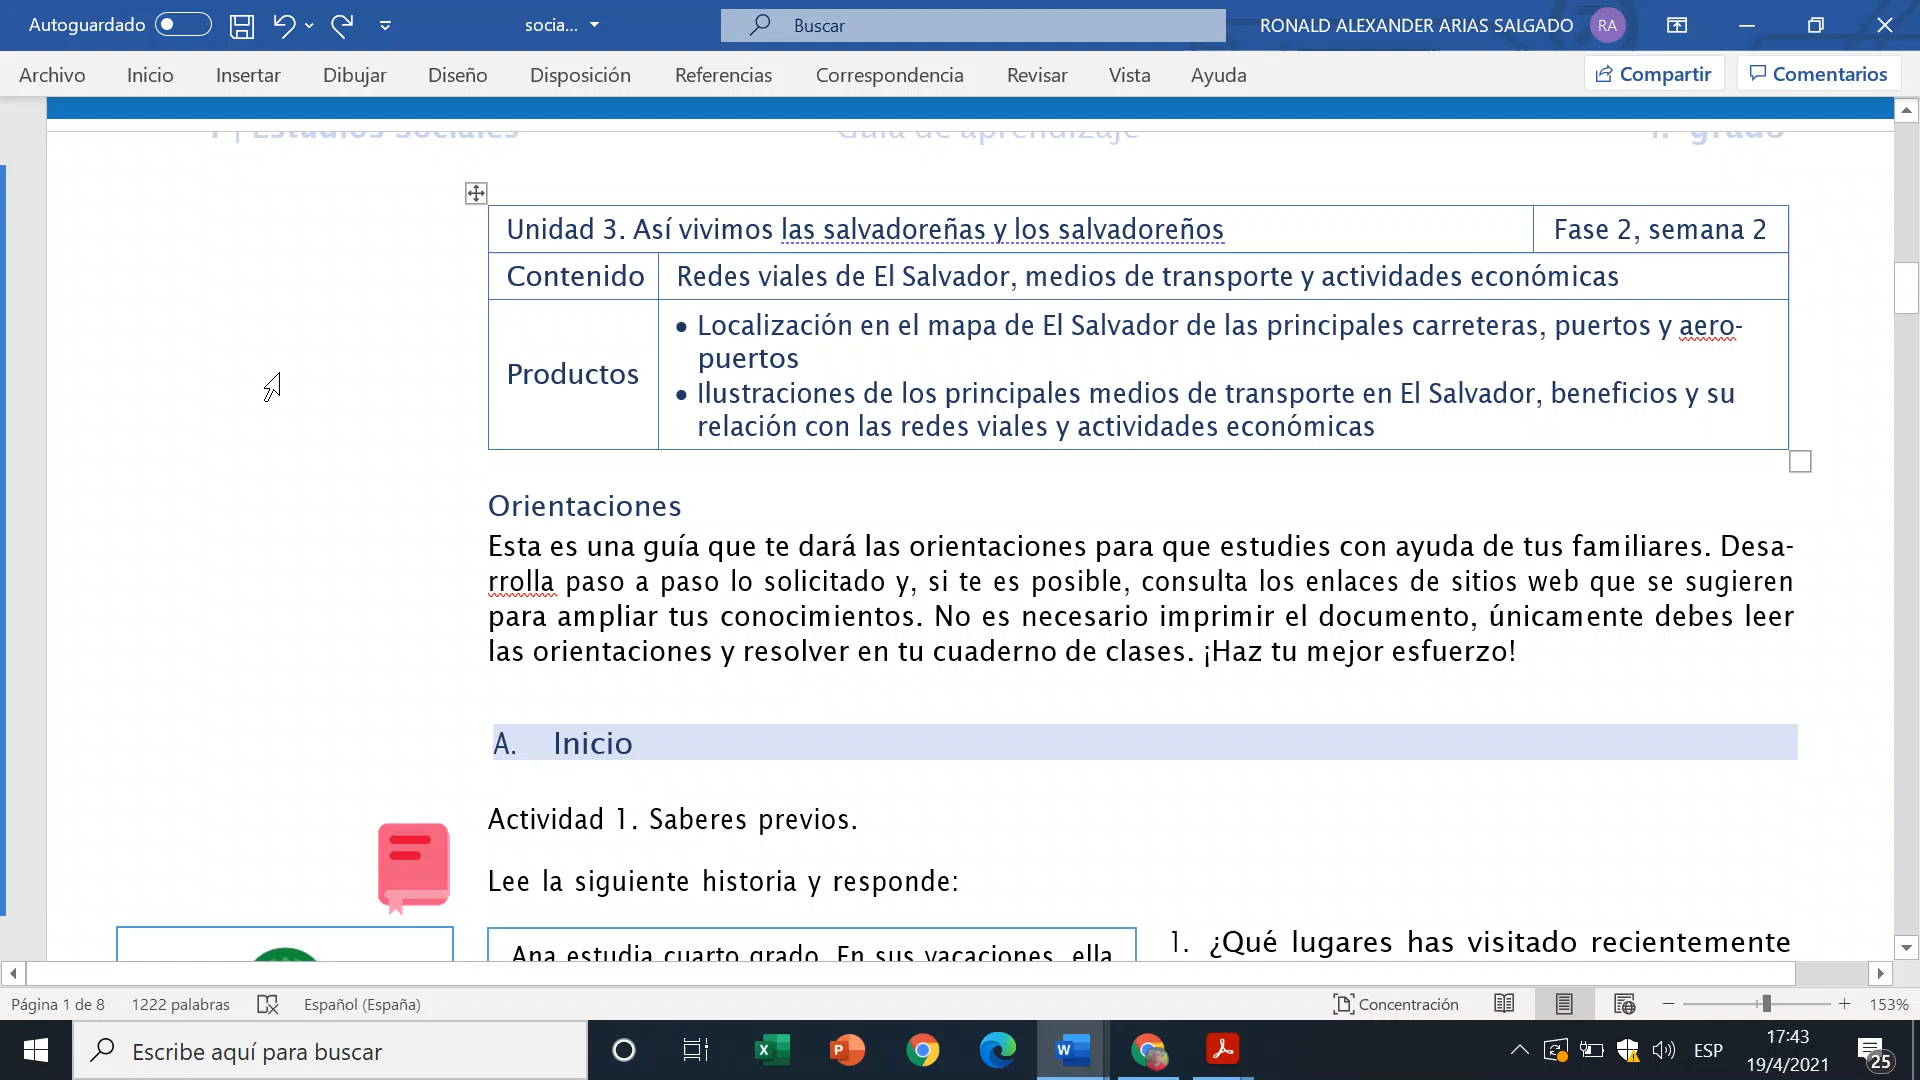 Autoguardado
socia...
Buscar
RONALD ALEXANDER ARIAS SALGADO
RA
Archivo Inicio Insertar Dibujar Diseño Disposición Referencias Correspondencia Revisar Vista Ayuda
Compartir
Comentarios
1 | Estudios Sociales Guía de aprendizaje grado
Unidad 3. Así vivimos las salvadoreñas y los salvadoreños Fase 2, semana 2
Contenido Redes viales de El Salvador, medios de transporte y actividades económicas
Productos
• Localización en el mapa de El Salvador de las principales carreteras, puertos y aero-
puertos
• Ilustraciones de los principales medios de transporte en El Salvador, beneficios y su
relación con las redes viales y actividades económicas
Orientaciones
Esta es una guía que te dará las orientaciones para que estudies con ayuda de tus familiares. Desa-
rrolla paso a paso lo solicitado y, si te es posible, consulta los enlaces de sitios web que se sugieren
para ampliar tus conocimientos. No es necesario imprimir el documento, únicamente debes leer
las orientaciones y resolver en tu cuaderno de clases. ¡Haz tu mejor esfuerzo!
A. Inicio
Actividad 1. Saberes previos.
Lee la siguiente historia y responde:
Ana estudia cuarto grado. En sus vacaciones, ella
1. ¿Qué lugares has visitado recientemente
Página 1 de 8 1222 palabras Español (España) Concentración 153%
Escribe aquí para buscar
ESP
17:43
19/4/2021
25